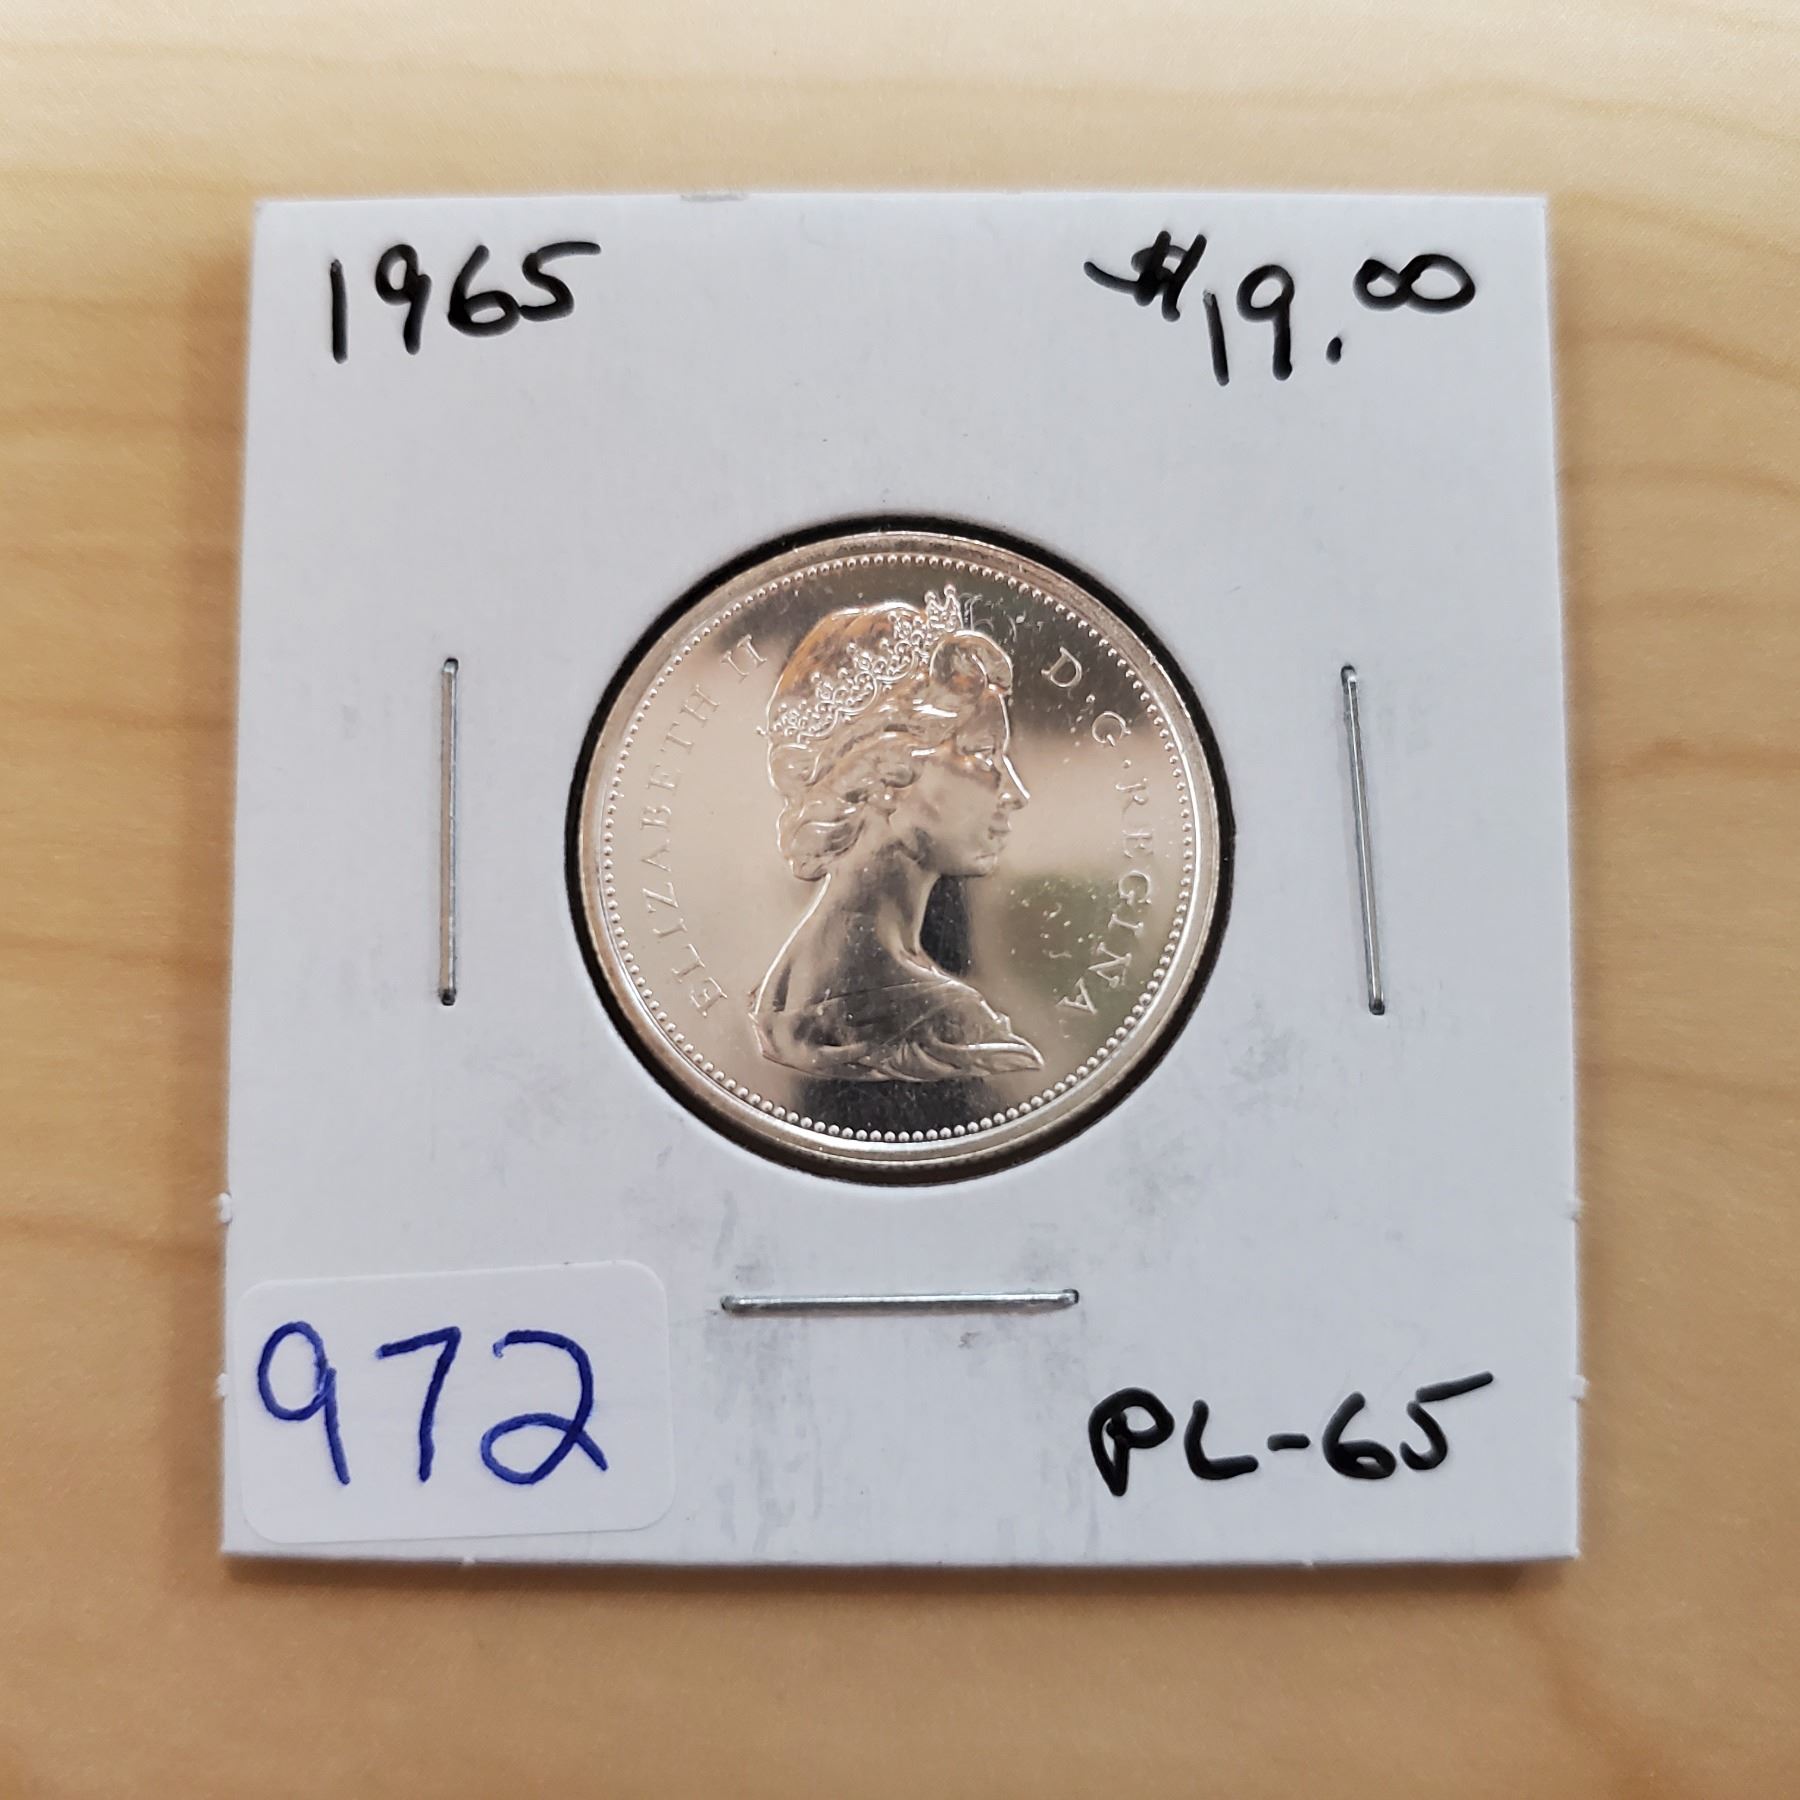 1965
$19.00
ELIZABETH II D. G. REGINA
972
PL-65